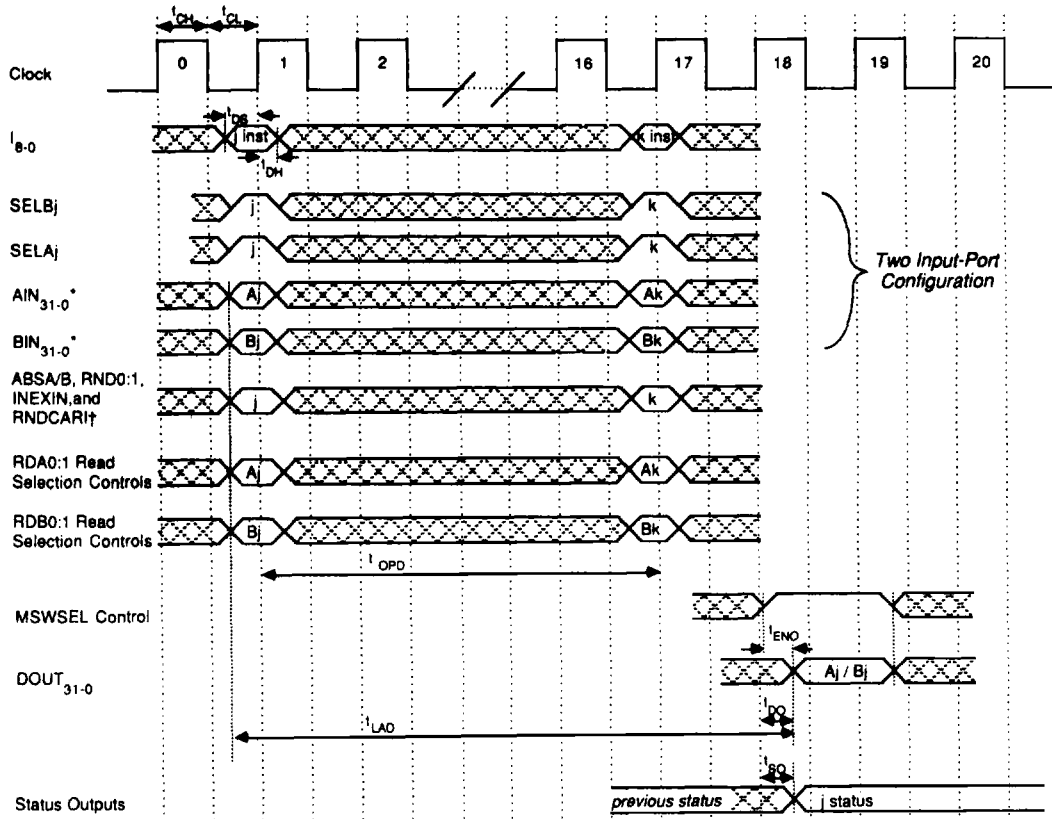 tCH tCL
Clock 0 1 2 16 17 18 19 20
tDS
I8-0 j inst k inst
tDH
SELBj j k
SELAj j k
Two Input-Port
Configuration
AIN31-0* Aj Ak
BIN31-0* Bj Bk
ABSA/B, RND0:1,
INEXIN,and
RNDCARI† j k
RDA0:1 Read
Selection Controls Aj Ak
RDB0:1 Read
Selection Controls Bj Bk
tOPD
MSWSEL Control
tENO
DOUT31-0 Aj / Bj
tDO
tLAO
tSO
Status Outputs previous status j status